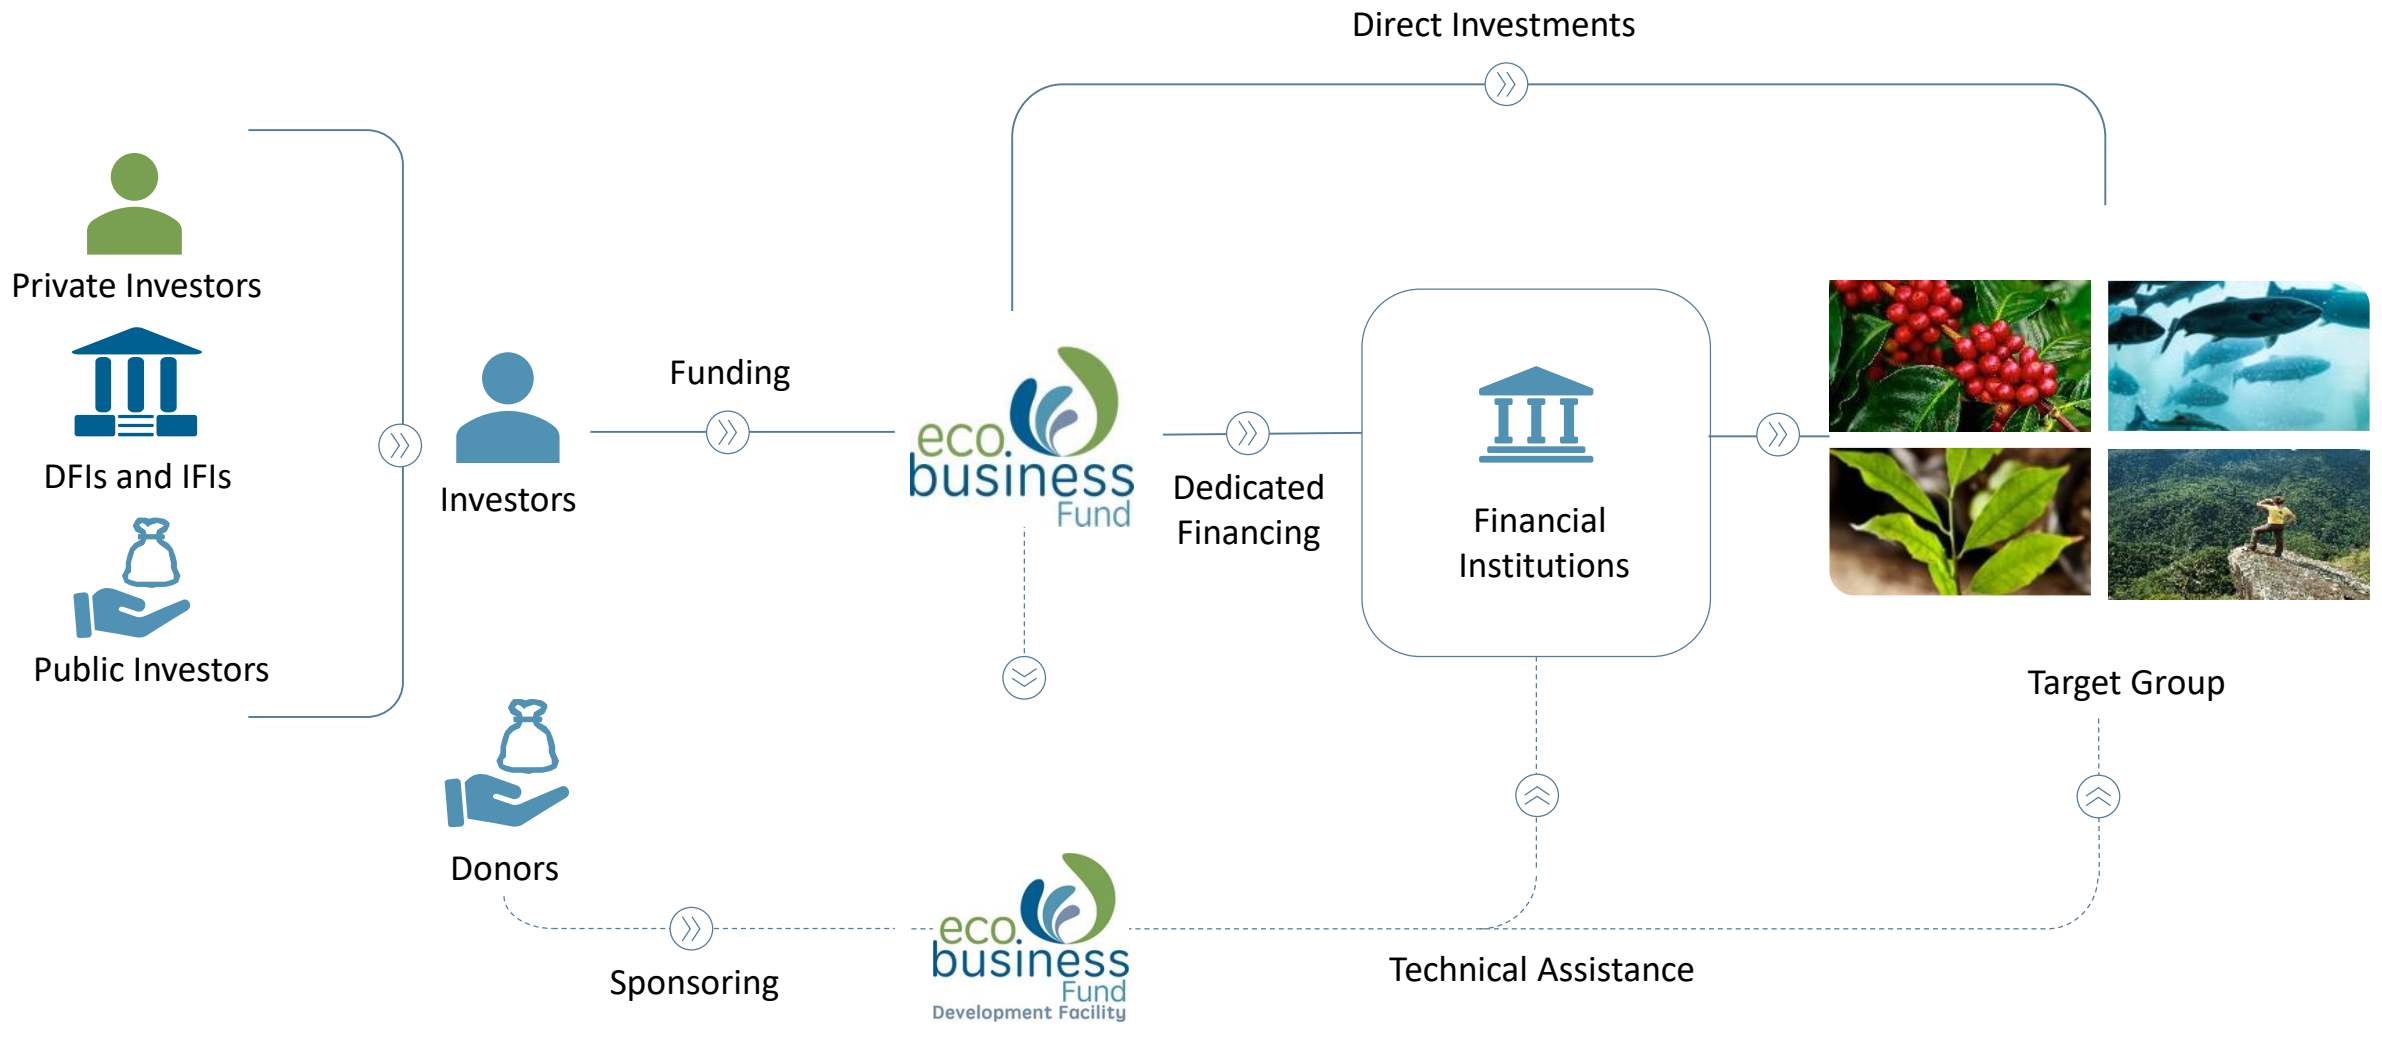 Direct Investments
Private Investors
DFIs and IFIs
Public Investors
Investors
Funding
eco.
business
Fund
Dedicated
Financing
Financial
Institutions
Target Group
Donors
Sponsoring
eco.
business
Fund
Development Facility
Technical Assistance